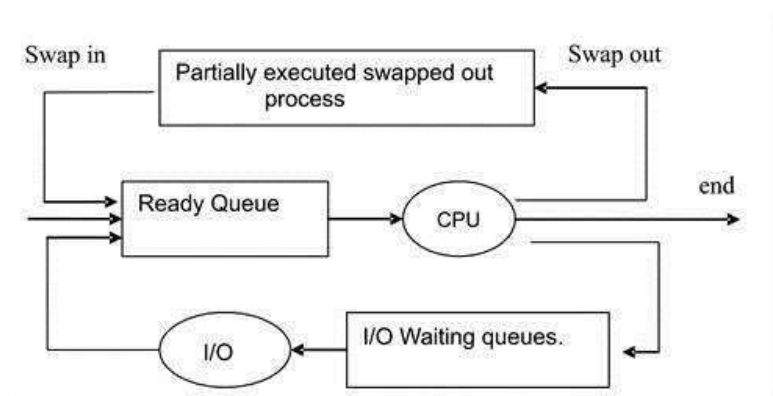 Swap in
Partially executed swapped out
process
Swap out
Ready Queue
CPU
end
I/O
I/O Waiting queues.